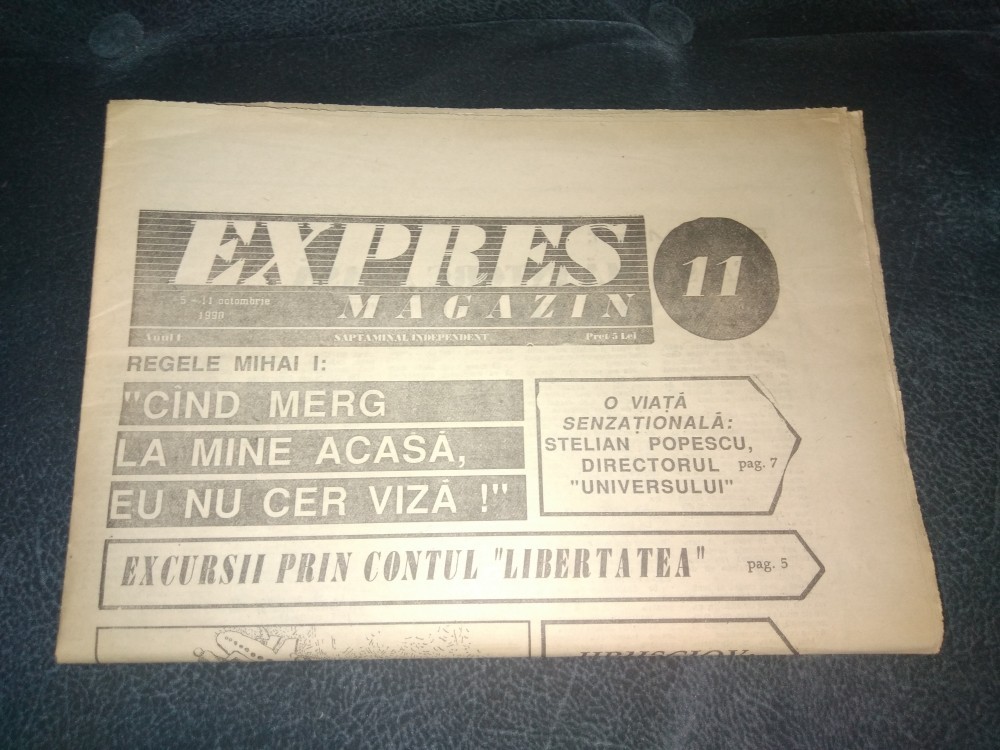 EXPRES
MAGAZIN
11
5 - 11 octombrie
1990
Anul I
SAPTAMINAL INDEPENDENT
Preț 5 Lei
REGELE MIHAI I:
"CÎND MERG
LA MINE ACASĂ,
EU NU CER VIZĂ !"
O VIAȚĂ
SENZAȚIONALĂ:
STELIAN POPESCU,
DIRECTORUL pag. 7
"UNIVERSULUI"
EXCURSII PRIN CONTUL "LIBERTATEA" pag. 5